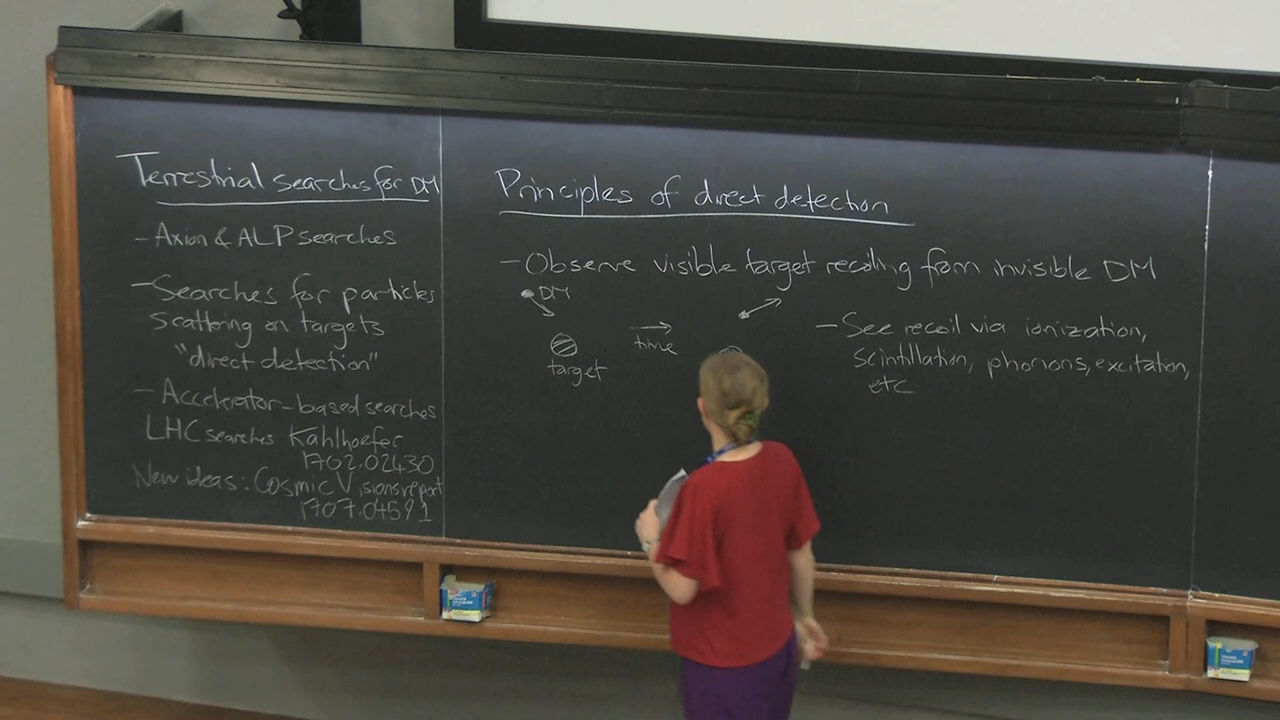 Terrestrial searches for DM
- Axion & ALP searches
- Searches for particles
scattering on targets
"direct detection"
- Accelerator-based searches
LHC searches Kahlhoefer
1702.02430
New ideas: Cosmic Visions report
1707.04591
Principles of direct detection
- Observe visible target recoiling from invisible DM
DM
target
time
- See recoil via ionization,
scintillation, phonons, excitation,
etc